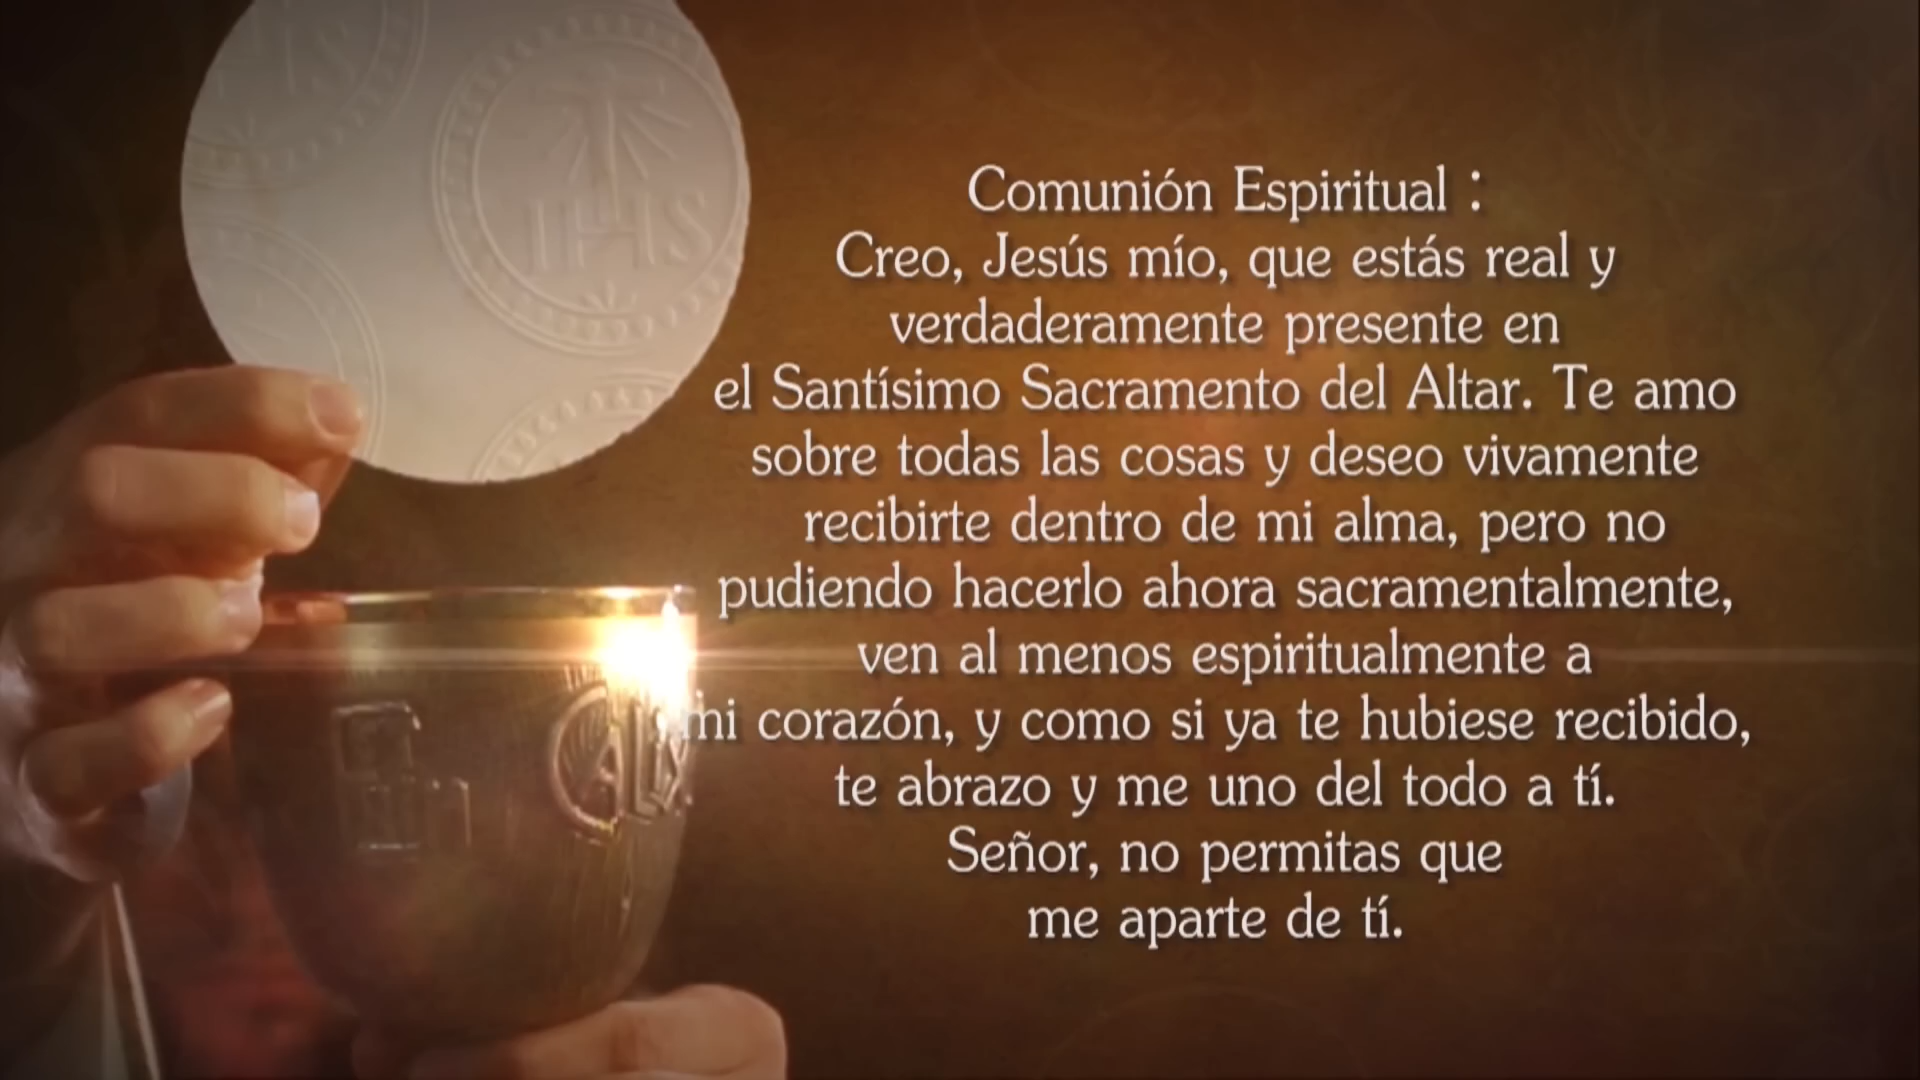 IHS
Comunión Espiritual :
Creo, Jesús mío, que estás real y
verdaderamente presente en
el Santísimo Sacramento del Altar. Te amo
sobre todas las cosas y deseo vivamente
recibirte dentro de mi alma, pero no
pudiendo hacerlo ahora sacramentalmente,
ven al menos espiritualmente a
mi corazón, y como si ya te hubiese recibido,
te abrazo y me uno del todo a tí.
Señor, no permitas que
me aparte de tí.